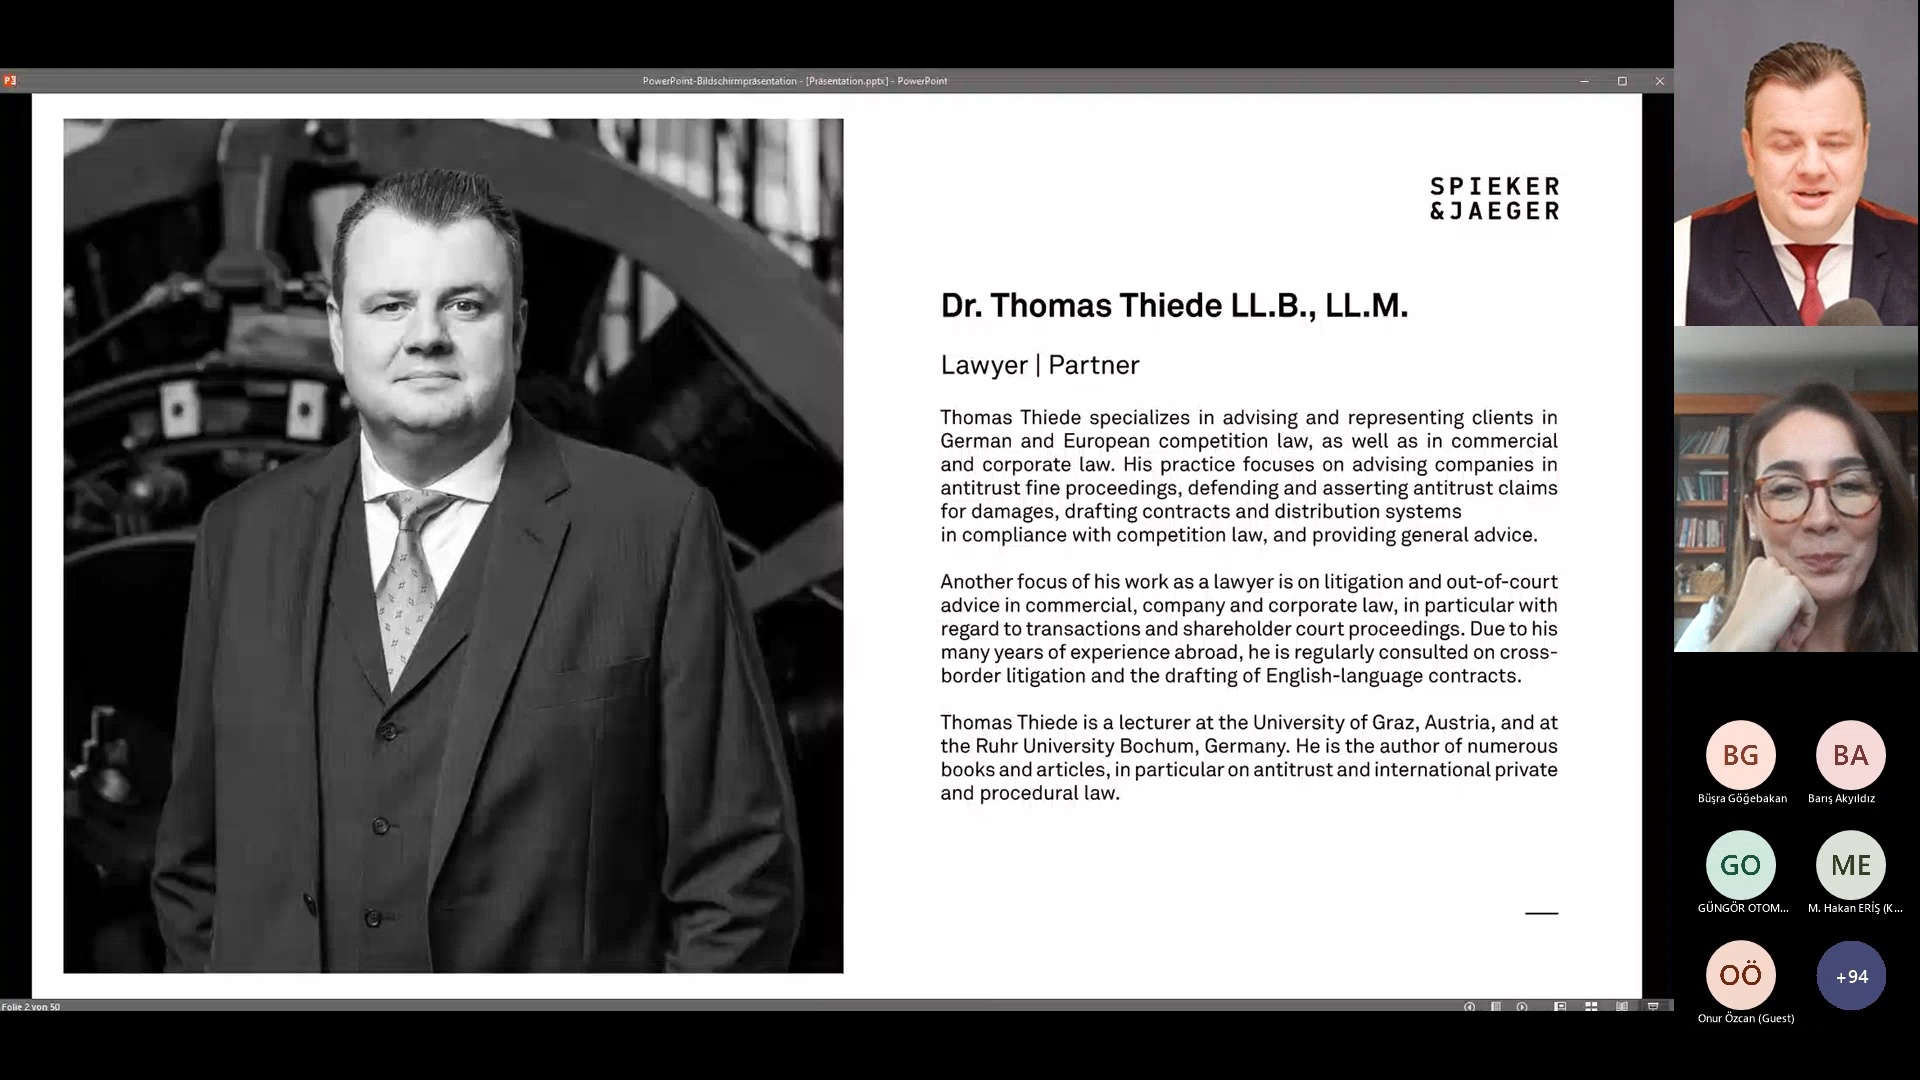 PowerPoint-Bildschirmpräsentation - [Präsentation.pptx] - PowerPoint
SPIEKER
&JAEGER
Dr. Thomas Thiede LL.B., LL.M.
Lawyer | Partner
Thomas Thiede specializes in advising and representing clients in
German and European competition law, as well as in commercial
and corporate law. His practice focuses on advising companies in
antitrust fine proceedings, defending and asserting antitrust claims
for damages, drafting contracts and distribution systems
in compliance with competition law, and providing general advice.
Another focus of his work as a lawyer is on litigation and out-of-court
advice in commercial, company and corporate law, in particular with
regard to transactions and shareholder court proceedings. Due to his
many years of experience abroad, he is regularly consulted on cross-
border litigation and the drafting of English-language contracts.
Thomas Thiede is a lecturer at the University of Graz, Austria, and at
the Ruhr University Bochum, Germany. He is the author of numerous
books and articles, in particular on antitrust and international private
and procedural law.
Folie 2 von 50
BG
BA
Büşra Göğebakan
Barış Akyıldız
GO
ME
GÜNGÖR OTOM...
M. Hakan ERİŞ (K...
OÖ
+94
Onur Özcan (Guest)